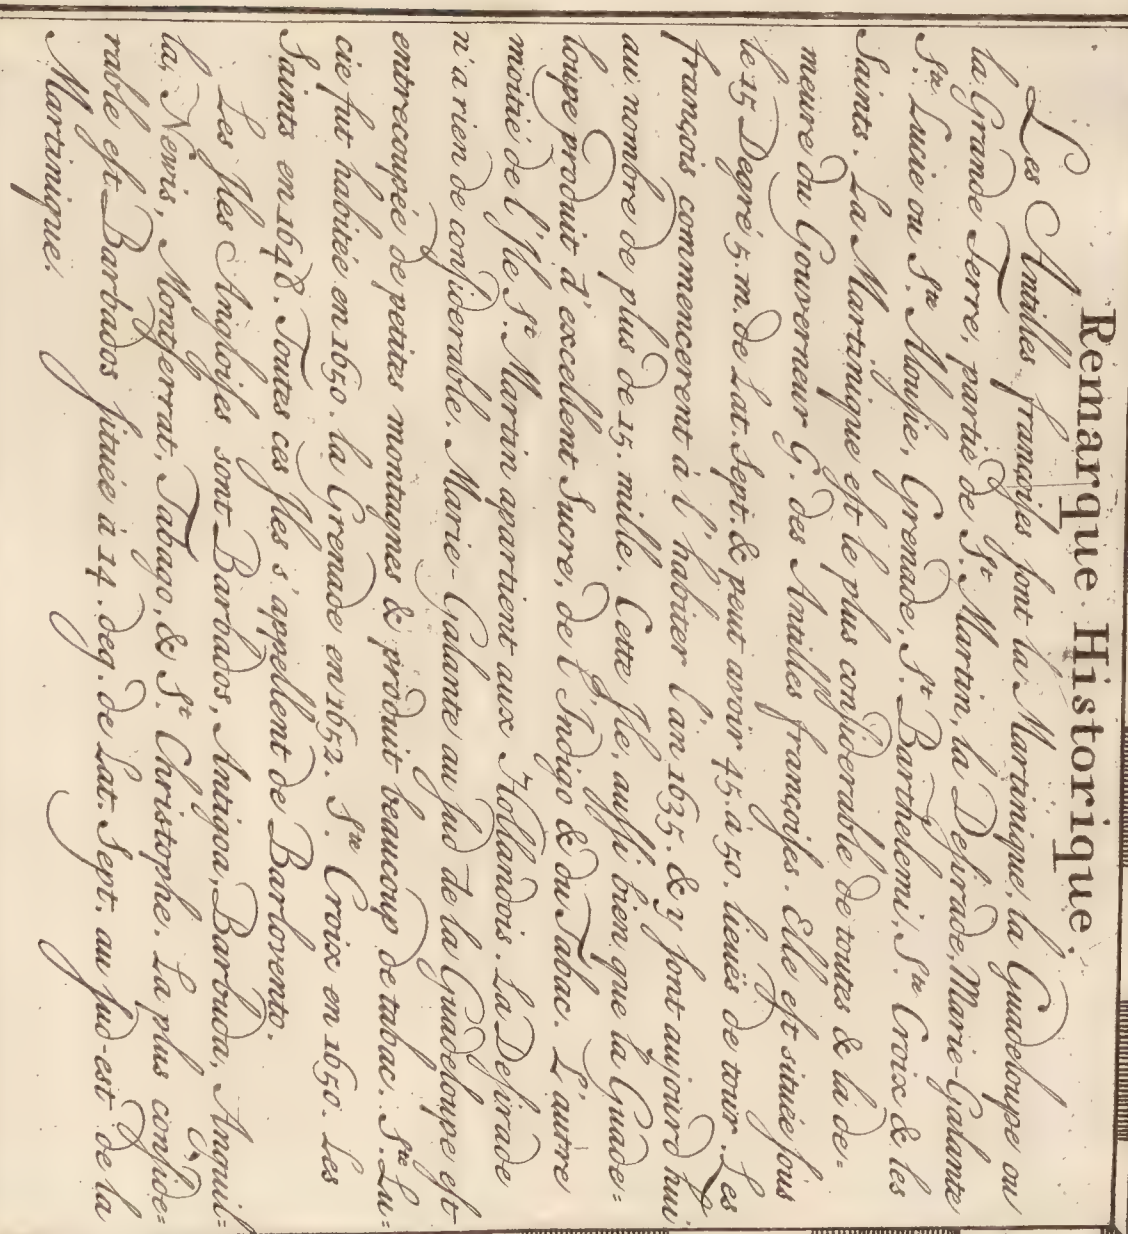 Remarque Historique.
Les Antilles françoises sont la Martinique, la Guadeloupe ou
la Grande Terre, partie de St. Martin, la Desirade, Marie-Galante
Ste. Lucie ou Ste Alousie, Grenade, St. Barthelemi, Ste Croix & les
Saints. La Martinique est le plus considerable de toutes & la de=
meure du Gouverneur G. des Antilles françoises. Elle est situéé sous
le 15 Degré 5. m. de Lat. Sept. & peut avoir 45. à 50. lieuës de tour. Les
françois commencerent à l'habiter l'an 1635. & y sont aujourd hui
au nombre de plus de 15. mille. Cette Jle, aussi bien que la Guade=
loupe produit d'excellent Sucre, de l'Indigo & du Tabac. L'autre
moitié de l'Jle St. Martin apartient aux Hollandois. La Desirade
n'a rien de considerable. Marie-Galante au sud de la Guadeloupe est
entrecoupée de petites montagnes & produit beaucoup de tabac. Ste. Lu=
cie fut habitée en 1650. la Grenade en 1652. Ste. Croix en 1650. Les
Saints en 1648. Toutes ces Jles s'appellent de Barlovento.
Les Jles Angloises sont Barbados, Antigoa, Barbuda, Anguil=
la, Newis, Montserrat, Tabago, & St. Christophe. La plus conside=
rable est Barbados situéé à 14. deg. de Lat. Sept. au sud-est de la
Martinique.